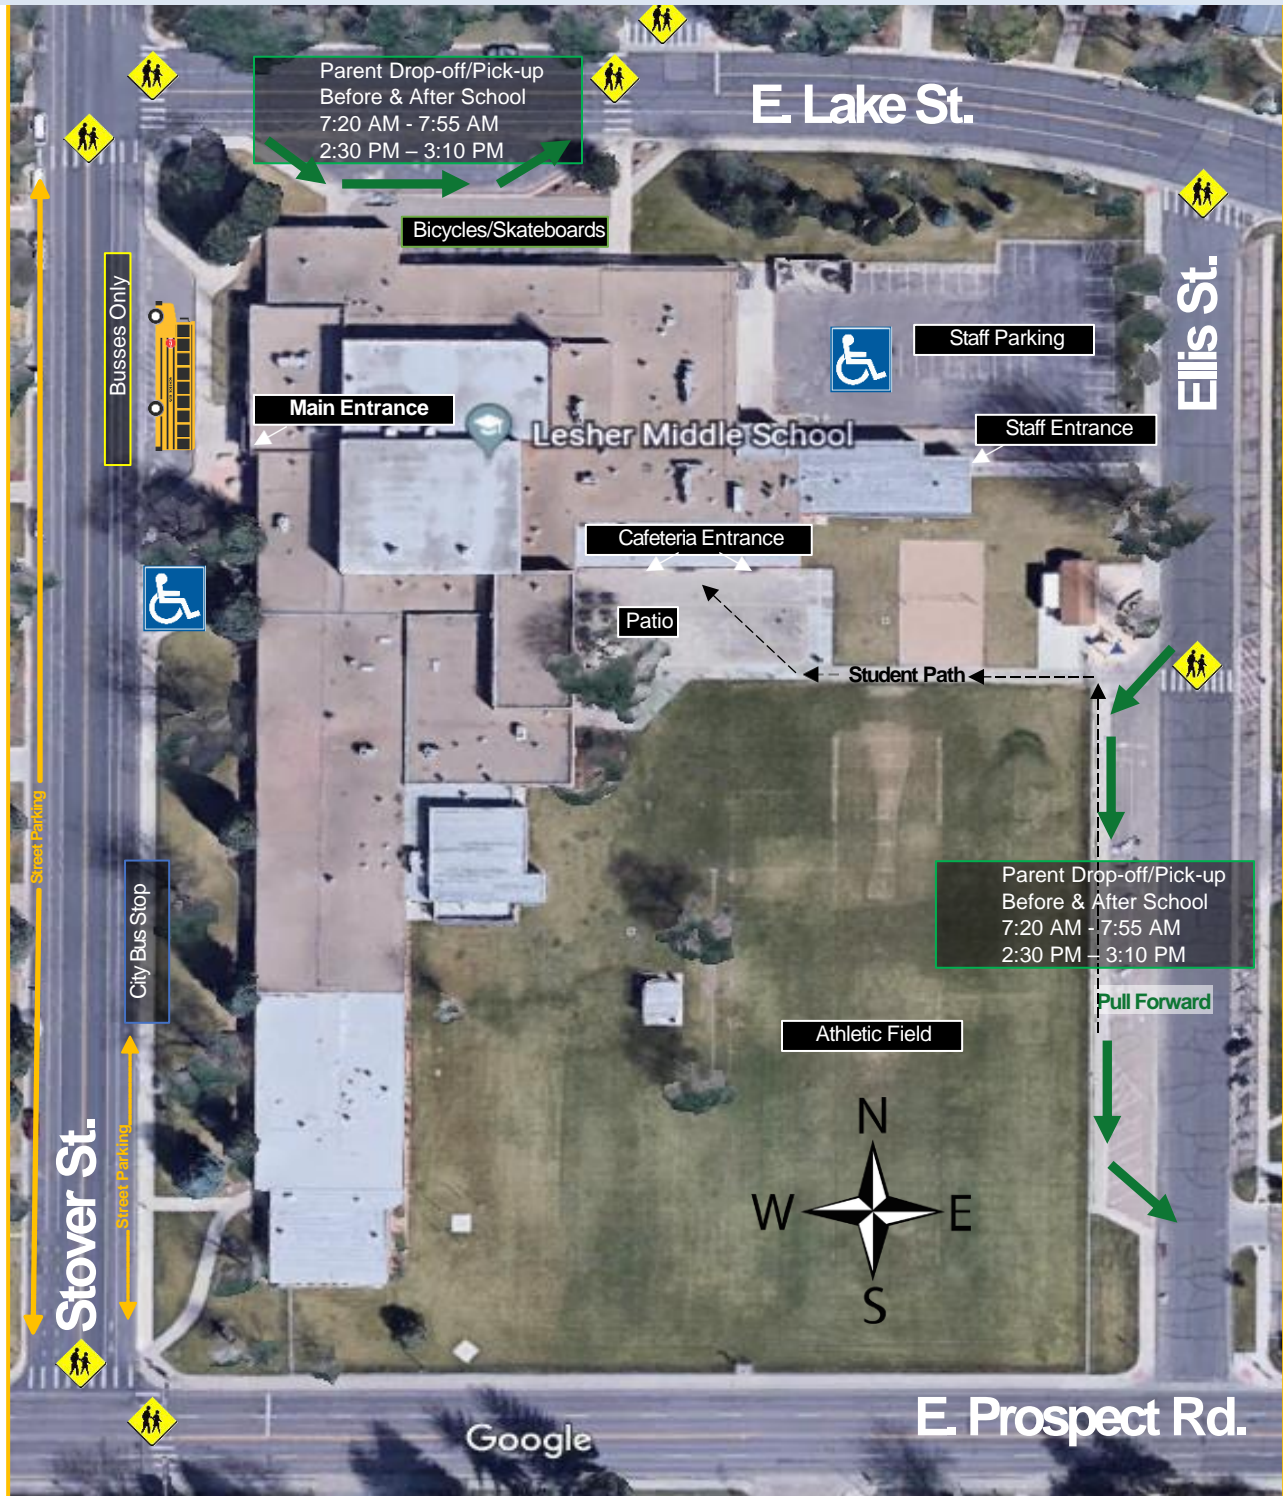 Parent Drop-off/Pick-up
Before & After School
7:20 AM - 7:55 AM
2:30 PM – 3:10 PM
E. Lake St.
Bicycles/Skateboards
Busses Only
Ellis St.
Staff Parking
Main Entrance
Lesher Middle School
Staff Entrance
Cafeteria Entrance
Patio
Student Path
Street Parking
City Bus Stop
Parent Drop-off/Pick-up
Before & After School
7:20 AM - 7:55 AM
2:30 PM – 3:10 PM
Pull Forward
Athletic Field
N
W
E
S
Stover St.
Street Parking
E. Prospect Rd.
Google